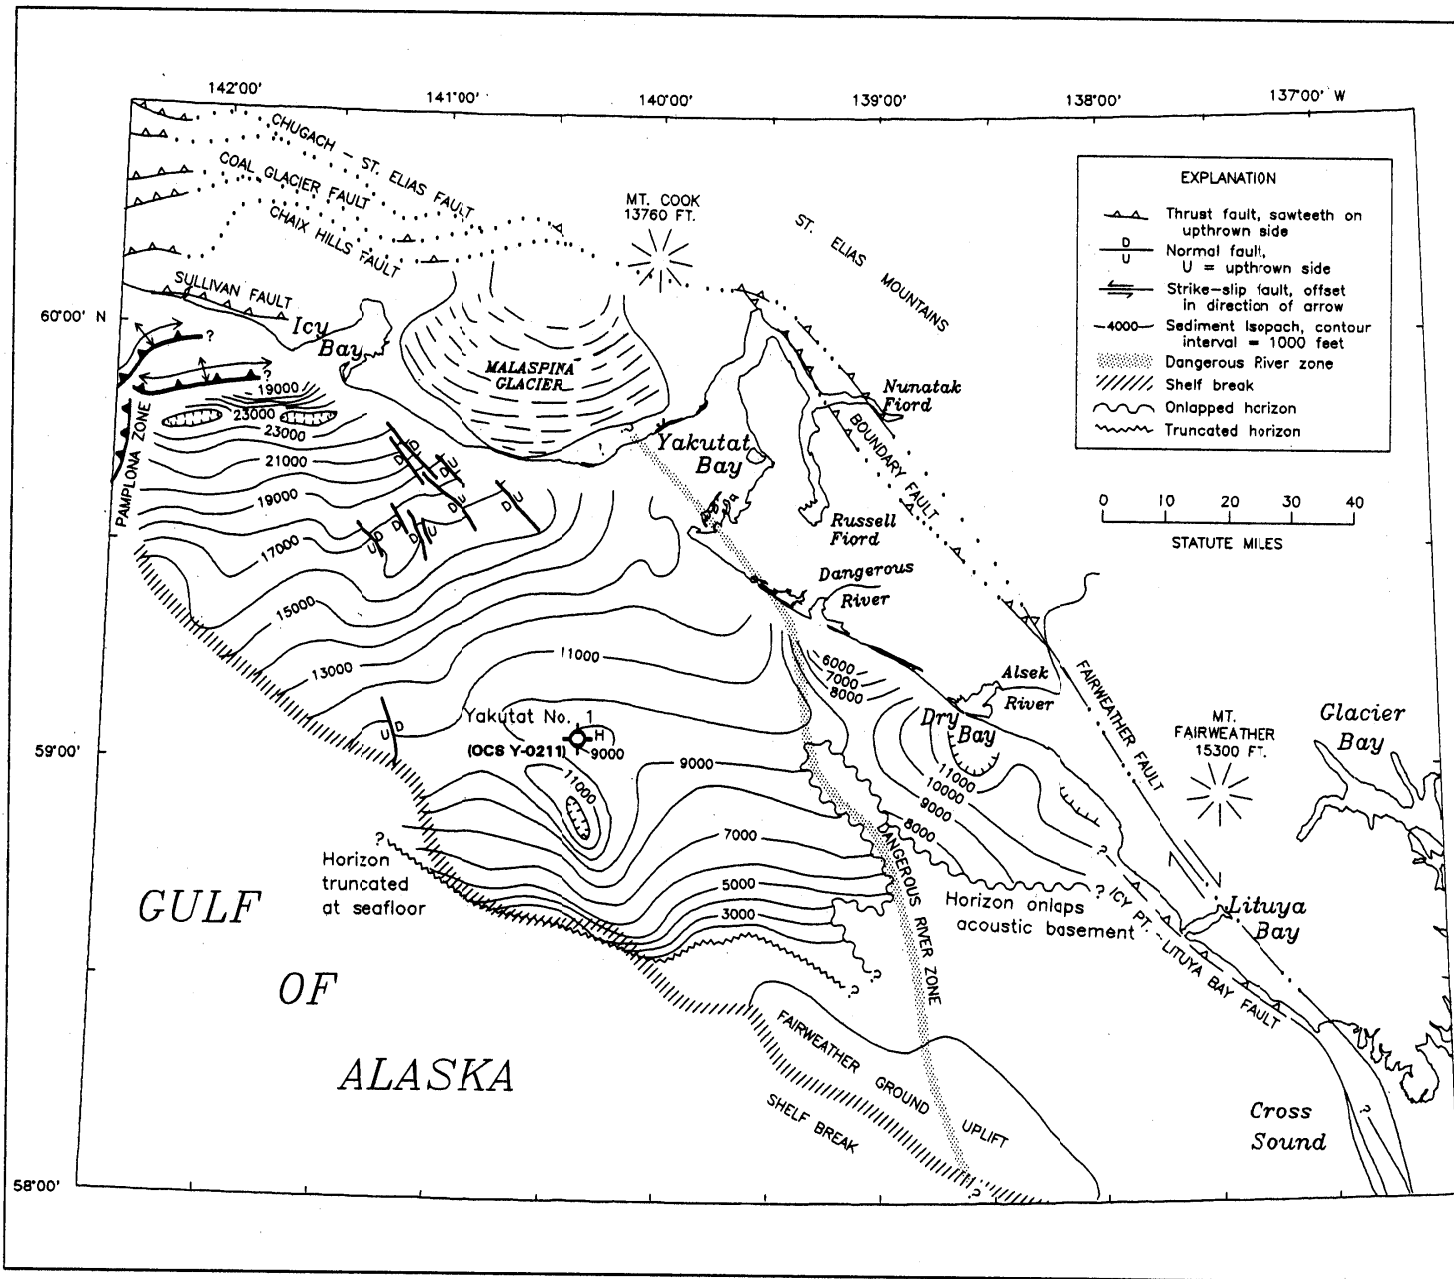 142°00'
141°00'
140°00'
139°00'
138°00'
137°00' W
CHUGACH – ST. ELIAS FAULT
COAL GLACIER FAULT
CHAIX HILLS FAULT
SULLIVAN FAULT
MT. COOK
13760 FT.
ST. ELIAS MOUNTAINS
EXPLANATION
Thrust fault, sawteeth on
upthrown side
D
U
Normal fault,
U = upthrown side
Strike–slip fault, offset
in direction of arrow
–4000–
Sediment Isopach, contour
interval = 1000 feet
Dangerous River zone
Shelf break
Onlapped horizon
Truncated horizon
0 10 20 30 40
STATUTE MILES
60°00' N
Icy
Bay
?
?
MALASPINA
GLACIER
Nunatak
Fiord
BOUNDARY FAULT
?
Yakutat
Bay
Russell
Fiord
Dangerous
River
PAMPLONA ZONE
19000
23000
23000
21000
19000
17000
15000
13000
11000
D
D
U
D
U
D
U
D
U
D
D
U
U
D
6000
7000
8000
Alsek
River
Dry
Bay
FAIRWEATHER FAULT
MT.
FAIRWEATHER
15300 FT.
Glacier
Bay
59°00'
U
D
Yakutat No. 1
(OCS Y-0211)
H
9000
11000
9000
7000
5000
3000
11000
10000
9000
8000
DANGEROUS RIVER ZONE
?
Horizon
truncated
at seafloor
?
?
Horizon onlaps
acoustic basement
ICY PT. – LITUYA BAY FAULT
Lituya
Bay
?
?
GULF
OF
ALASKA
FAIRWEATHER GROUND UPLIFT
SHELF BREAK
Cross
Sound
?
?
58°00'